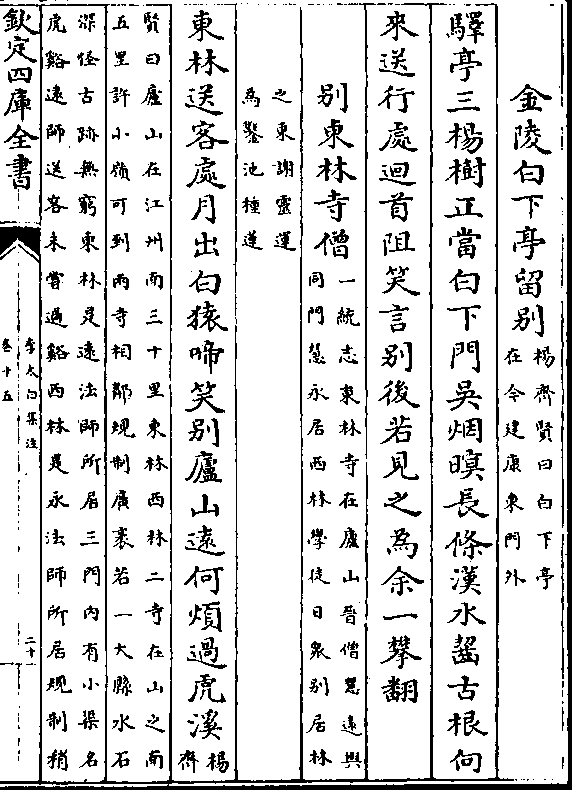 金陵白下亭留別楊齊賢曰白下亭
在今建康東門外
驛亭三楊樹正當白下門吳烟暝長條漢水齧古根向
來送行處迴首阻笑言別後若見之為余一攀翻
別東林寺僧一統志東林寺在廬山晉僧慧遠與
同門慧永居西林學徒日衆別居林
之東謝靈運
為鑿池種蓮
東林送客處月出白猿啼笑別廬山遠何煩過虎溪楊
齊
賢曰廬山在江州南三十里東林西林二寺在山之南
五里許小嶺可到兩寺相鄰規制廣袤若一大縣水石
深怪古跡無窮東林是遠法師所居三門內有小渠名
虎谿遠師送客未嘗過谿西林是永法師所居規制稍
欽定四庫全書
李太白集注
卷十五
二十